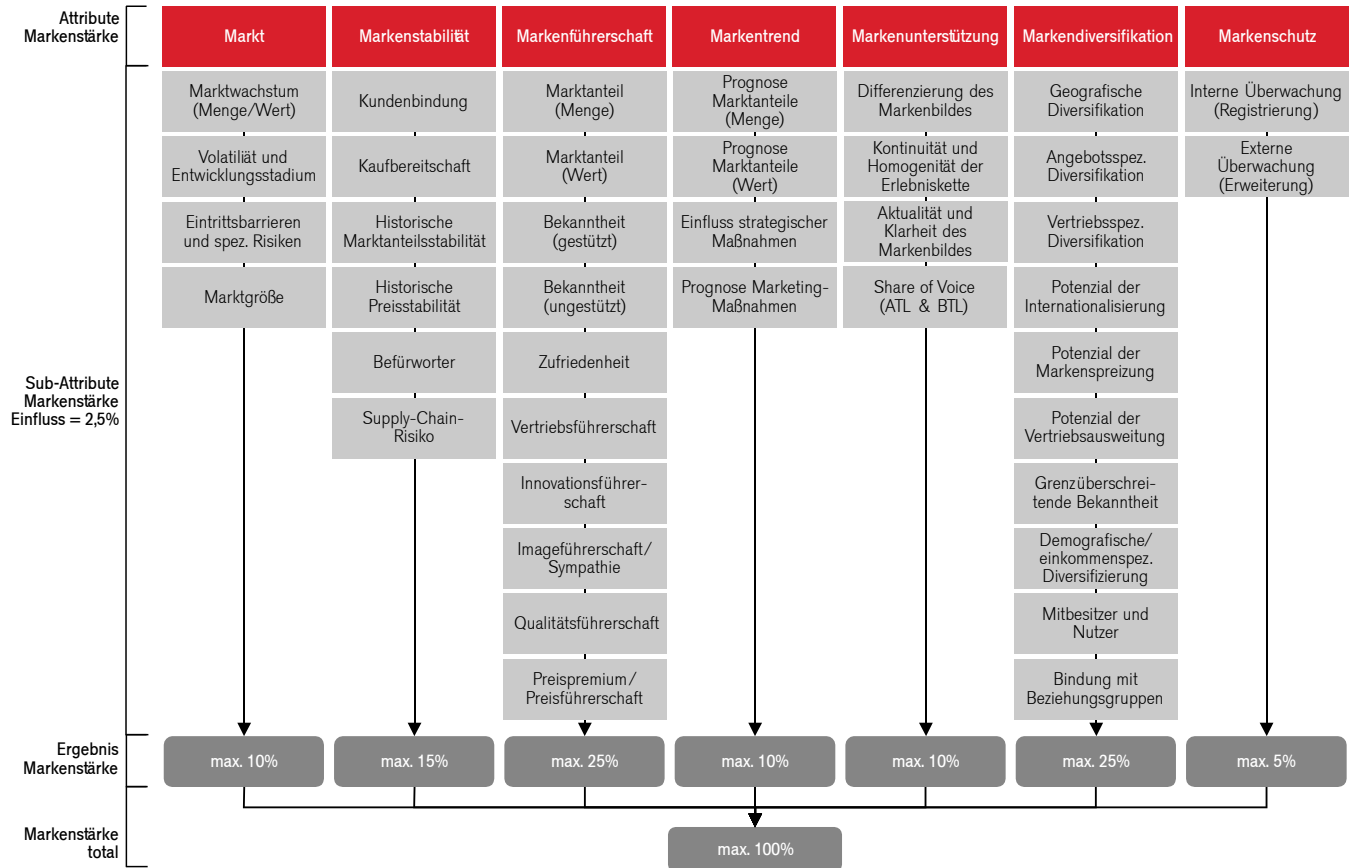 Attribute
Markenstärke
Markt
Markenstabilität
Markenführerschaft
Markentrend
Markenunterstützung
Markendiversifikation
Markenschutz
Sub-Attribute
Markenstärke
Einfluss = 2,5%
Marktwachstum
(Menge/Wert)
Volatiliät und
Entwicklungsstadium
Eintrittsbarrieren
und spez. Risiken
Marktgröße
Kundenbindung
Kaufbereitschaft
Historische
Marktanteilsstabilität
Historische
Preisstabilität
Befürworter
Supply-Chain-
Risiko
Marktanteil
(Menge)
Marktanteil
(Wert)
Bekanntheit
(gestützt)
Bekanntheit
(ungestützt)
Zufriedenheit
Vertriebsführerschaft
Innovationsführer-
schaft
Imageführerschaft/
Sympathie
Qualitätsführerschaft
Preispremium/
Preisführerschaft
Prognose
Marktanteile
(Menge)
Prognose
Marktanteile
(Wert)
Einfluss strategischer
Maßnahmen
Prognose Marketing-
Maßnahmen
Differenzierung des
Markenbildes
Kontinuität und
Homogenität der
Erlebniskette
Aktualität und
Klarheit des
Markenbildes
Share of Voice
(ATL & BTL)
Geografische
Diversifikation
Angebotsspez.
Diversifikation
Vertriebsspez.
Diversifikation
Potenzial der
Internationalisierung
Potenzial der
Markenspreizung
Potenzial der
Vertriebsausweitung
Grenzüberschrei-
tende Bekanntheit
Demografische/
einkommenspez.
Diversifizierung
Mitbesitzer und
Nutzer
Bindung mit
Beziehungsgruppen
Interne Überwachung
(Registrierung)
Externe
Überwachung
(Erweiterung)
Ergebnis
Markenstärke
max. 10%
max. 15%
max. 25%
max. 10%
max. 10%
max. 25%
max. 5%
Markenstärke
total
max. 100%